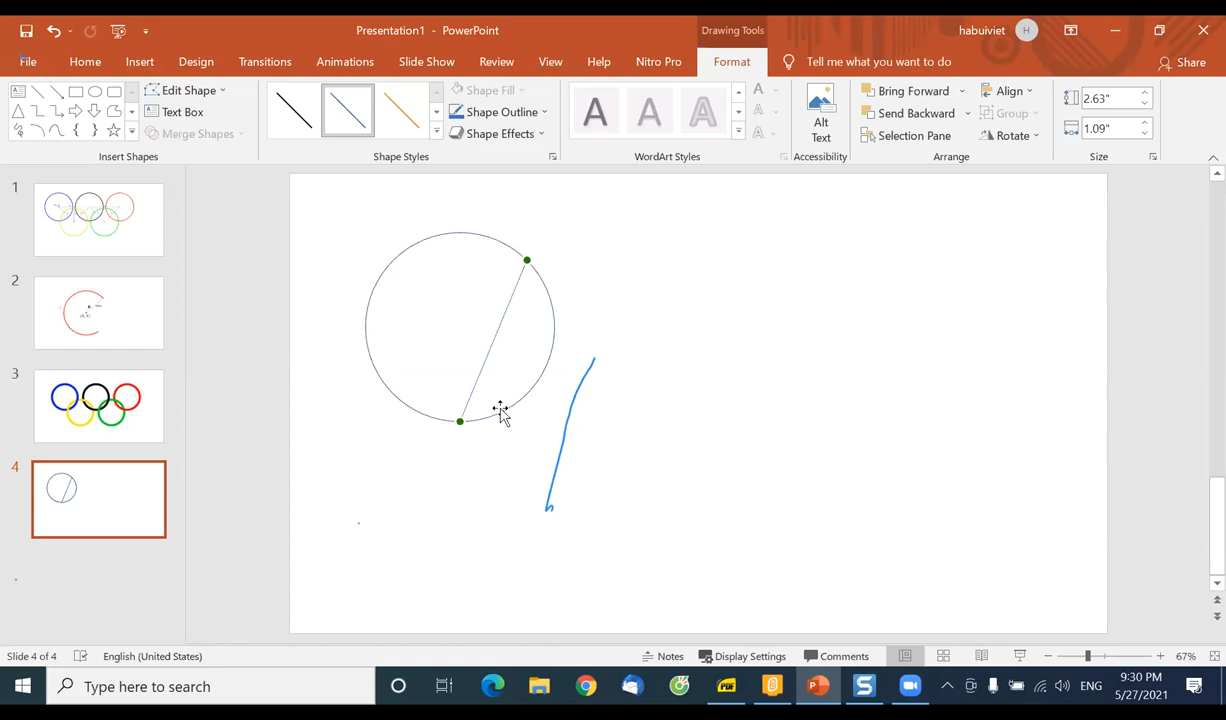 Presentation1 - PowerPoint
Drawing Tools
habuiviet
H
File
Home
Insert
Design
Transitions
Animations
Slide Show
Review
View
Help
Nitro Pro
Format
Tell me what you want to do
Share
Edit Shape
Text Box
Merge Shapes
Insert Shapes
Shape Fill
Shape Outline
Shape Effects
Shape Styles
A A A
WordArt Styles
Alt
Text
Accessibility
Bring Forward
Send Backward
Selection Pane
Align
Group
Rotate
Arrange
2.63"
1.09"
Size
1
2
3
4
Slide 4 of 4
English (United States)
Notes
Display Settings
Comments
67%
Type here to search
PDF
S
ENG
9:30 PM
5/27/2021